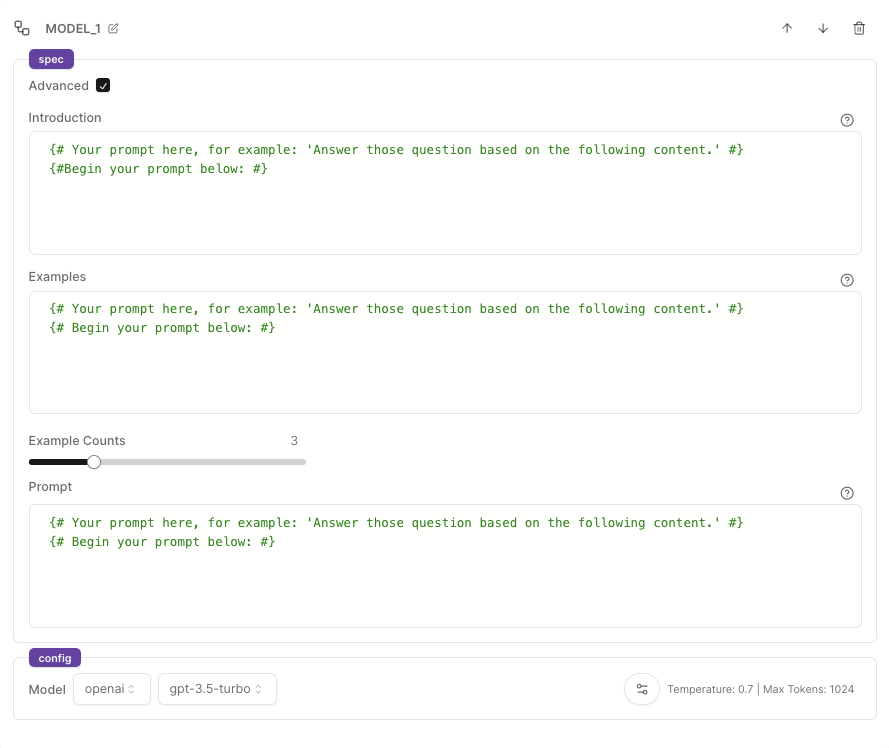 MODEL_1
spec
Advanced
Introduction
{# Your prompt here, for example: 'Answer those question based on the following content.' #}
{#Begin your prompt below: #}
Examples
{# Your prompt here, for example: 'Answer those question based on the following content.' #}
{# Begin your prompt below: #}
Example Counts 3
Prompt
{# Your prompt here, for example: 'Answer those question based on the following content.' #}
{# Begin your prompt below: #}
config
Model openai gpt-3.5-turbo Temperature: 0.7 | Max Tokens: 1024